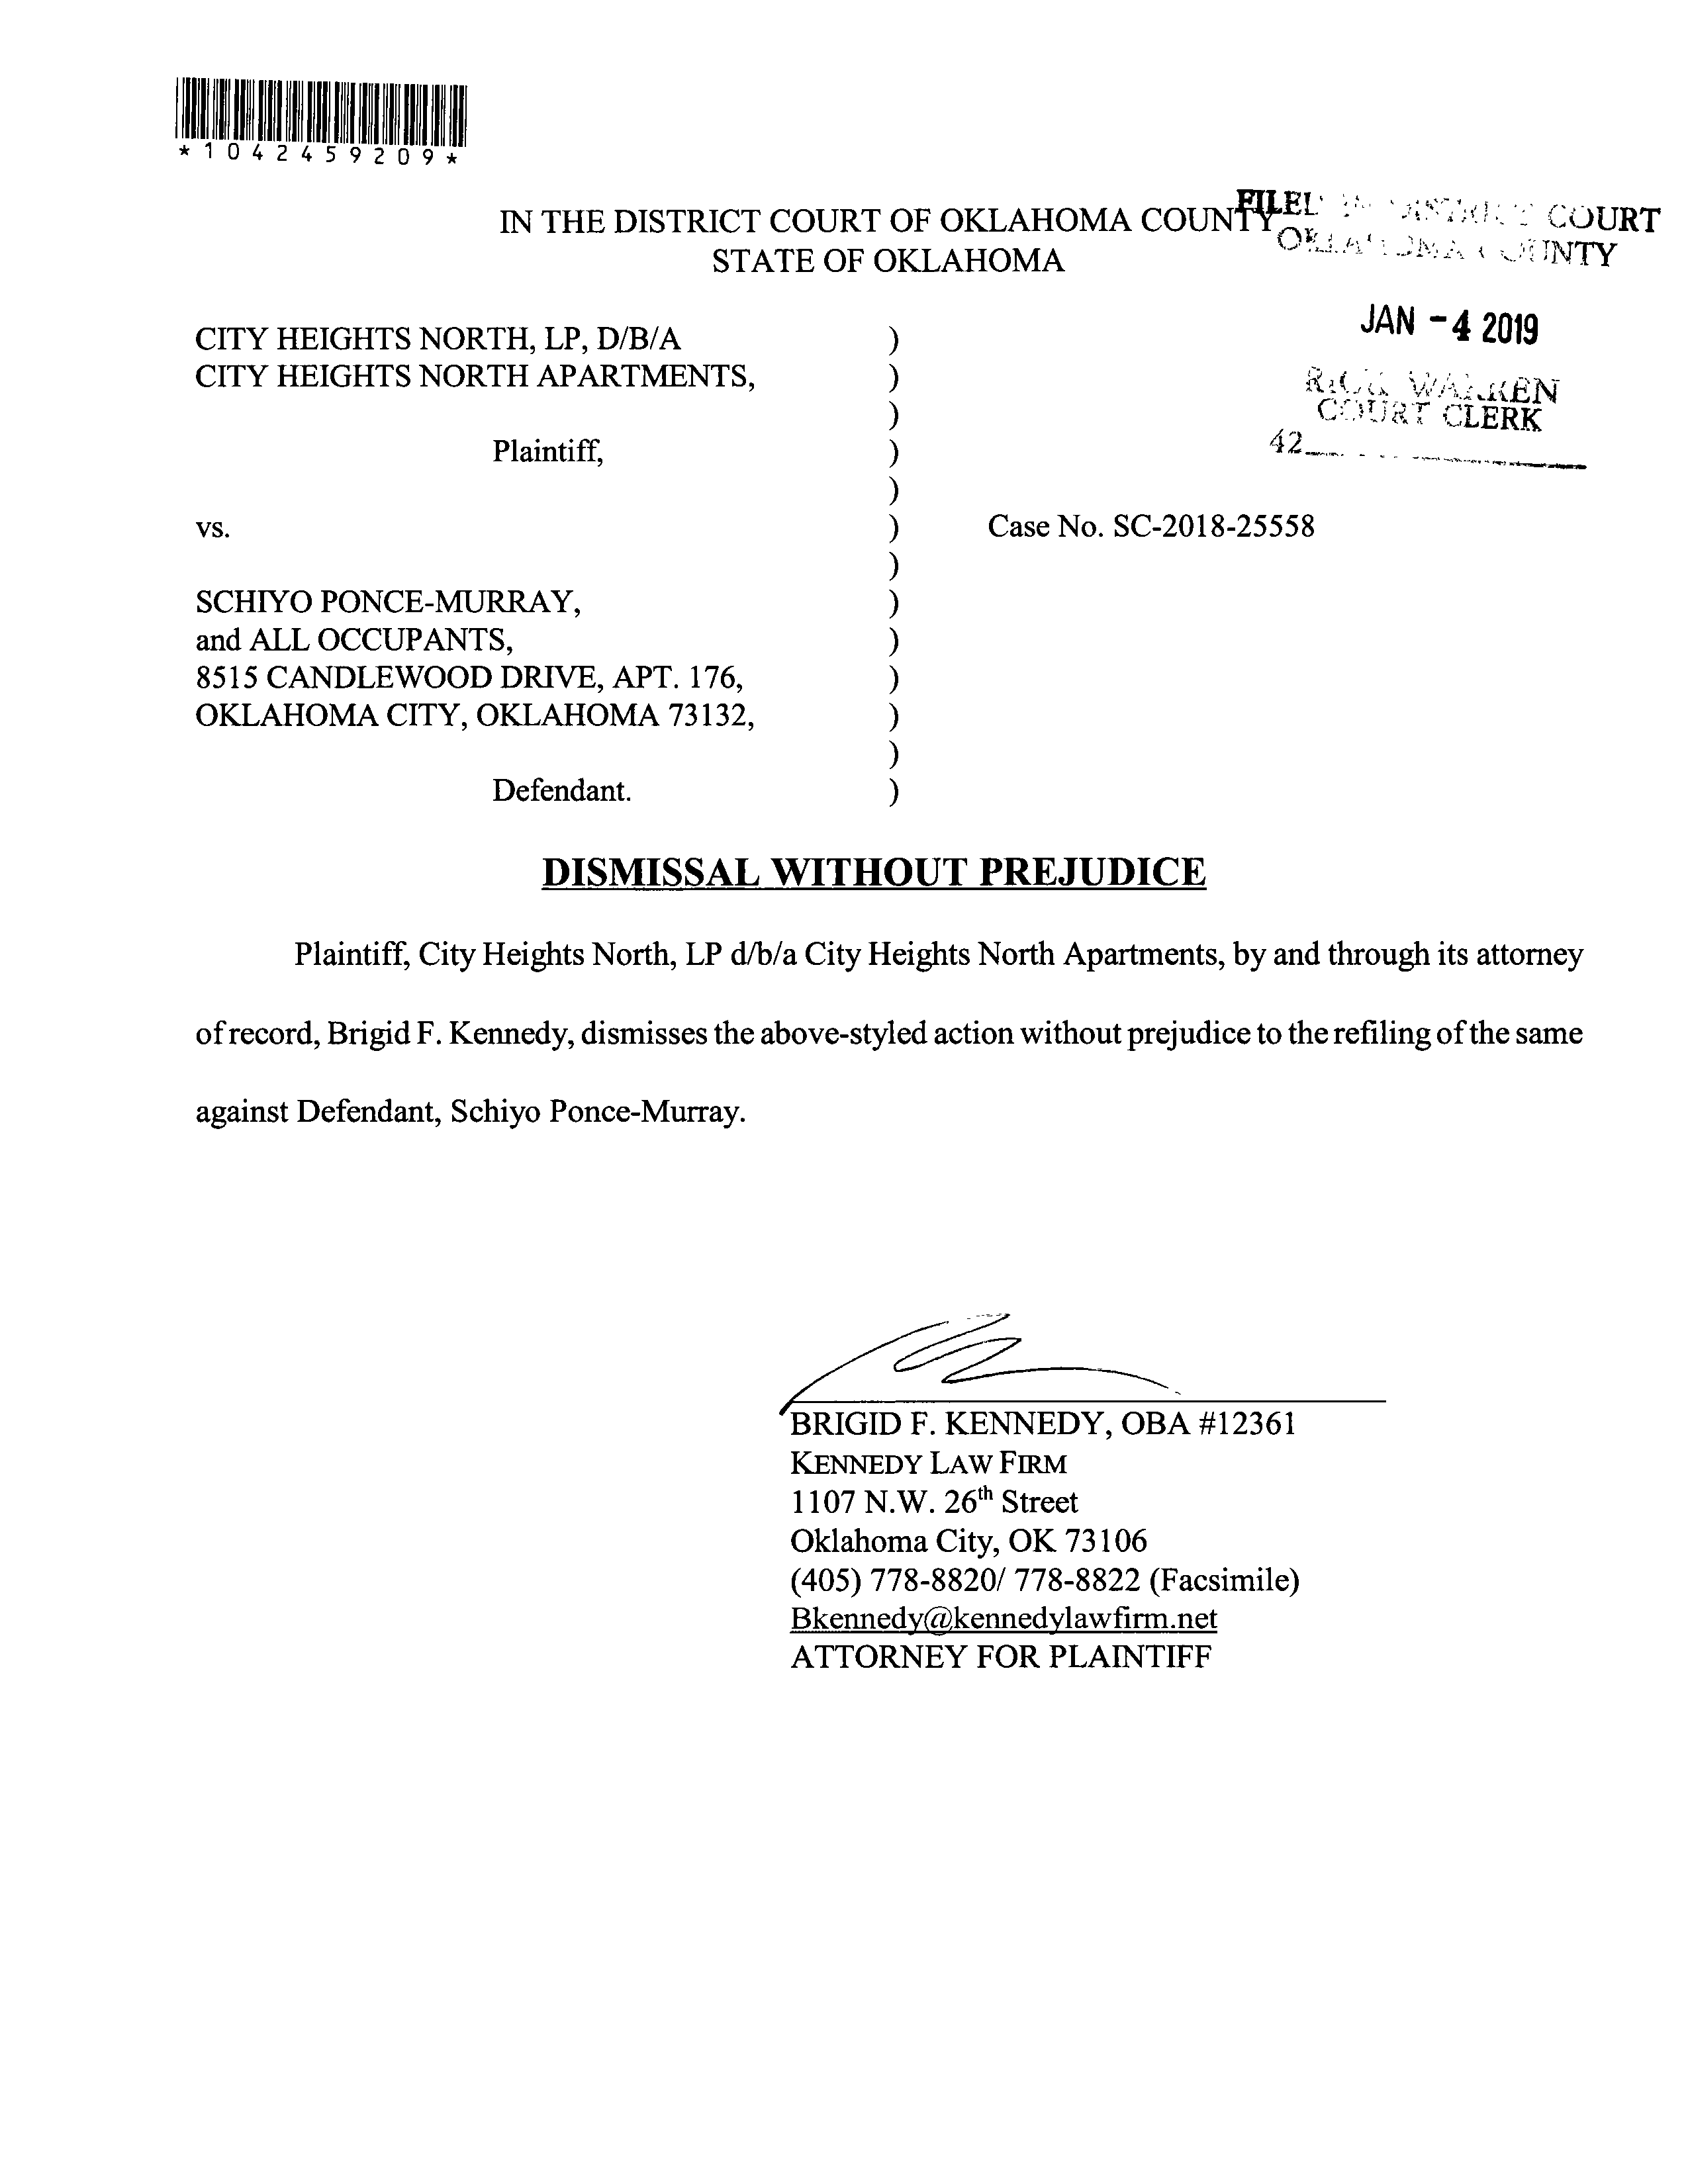 *1042459209*
IN THE DISTRICT COURT OF OKLAHOMA COUNTY
STATE OF OKLAHOMA
COURT
JAN -4 2019
RICK WARREN
COURT CLERK
42
CITY HEIGHTS NORTH, LP, D/B/A )
CITY HEIGHTS NORTH APARTMENTS, )
)
Plaintiff, )
)
vs. ) Case No. SC-2018-25558
)
SCHIYO PONCE-MURRAY, )
and ALL OCCUPANTS, )
8515 CANDLEWOOD DRIVE, APT. 176, )
OKLAHOMA CITY, OKLAHOMA 73132, )
)
Defendant. )
DISMISSAL WITHOUT PREJUDICE
Plaintiff, City Heights North, LP d/b/a City Heights North Apartments, by and through its attorney
of record, Brigid F. Kennedy, dismisses the above-styled action without prejudice to the refiling of the same
against Defendant, Schiyo Ponce-Murray.
BRIGID F. KENNEDY, OBA #12361
KENNEDY LAW FIRM
1107 N.W. 26th Street
Oklahoma City, OK 73106
(405) 778-8820/ 778-8822 (Facsimile)
Bkennedy@kennedylawfirm.net
ATTORNEY FOR PLAINTIFF